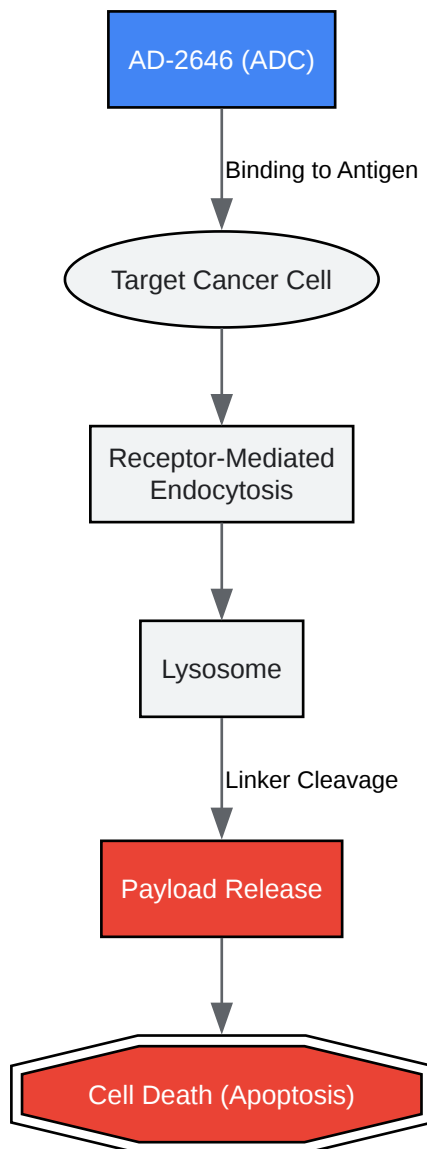 AD-2646 (ADC)
Binding to Antigen
Target Cancer Cell
Receptor-Mediated
Endocytosis
Lysosome
Linker Cleavage
Payload Release
Cell Death (Apoptosis)